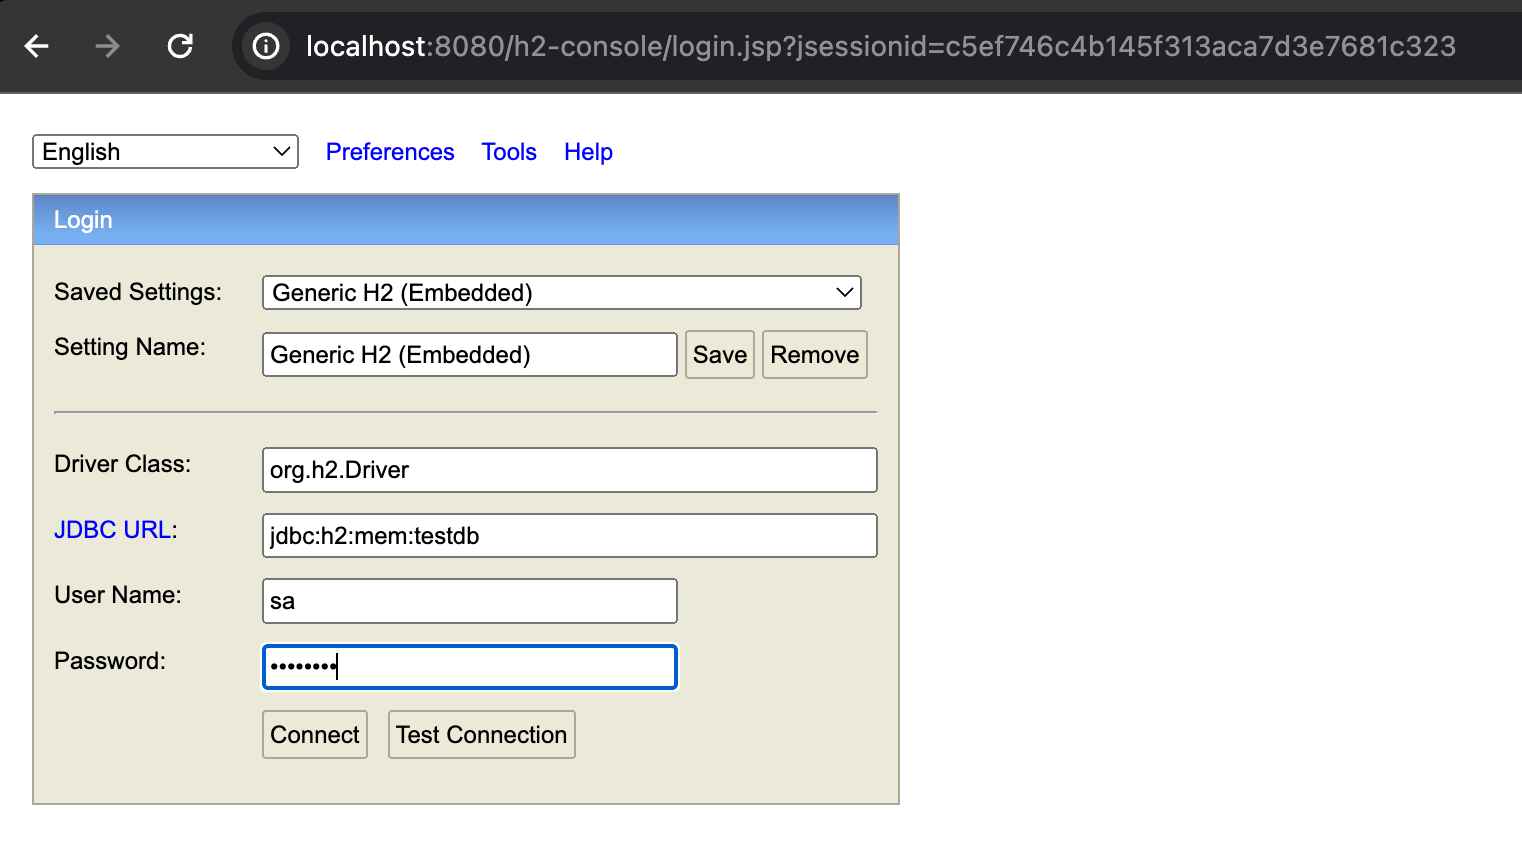 localhost:8080/h2-console/login.jsp?jsessionid=c5ef746c4b145f313aca7d3e7681c323
English Preferences Tools Help
Login
Saved Settings: Generic H2 (Embedded)
Setting Name: Generic H2 (Embedded) Save Remove
Driver Class: org.h2.Driver
JDBC URL: jdbc:h2:mem:testdb
User Name: sa
Password: ••••••••
Connect Test Connection